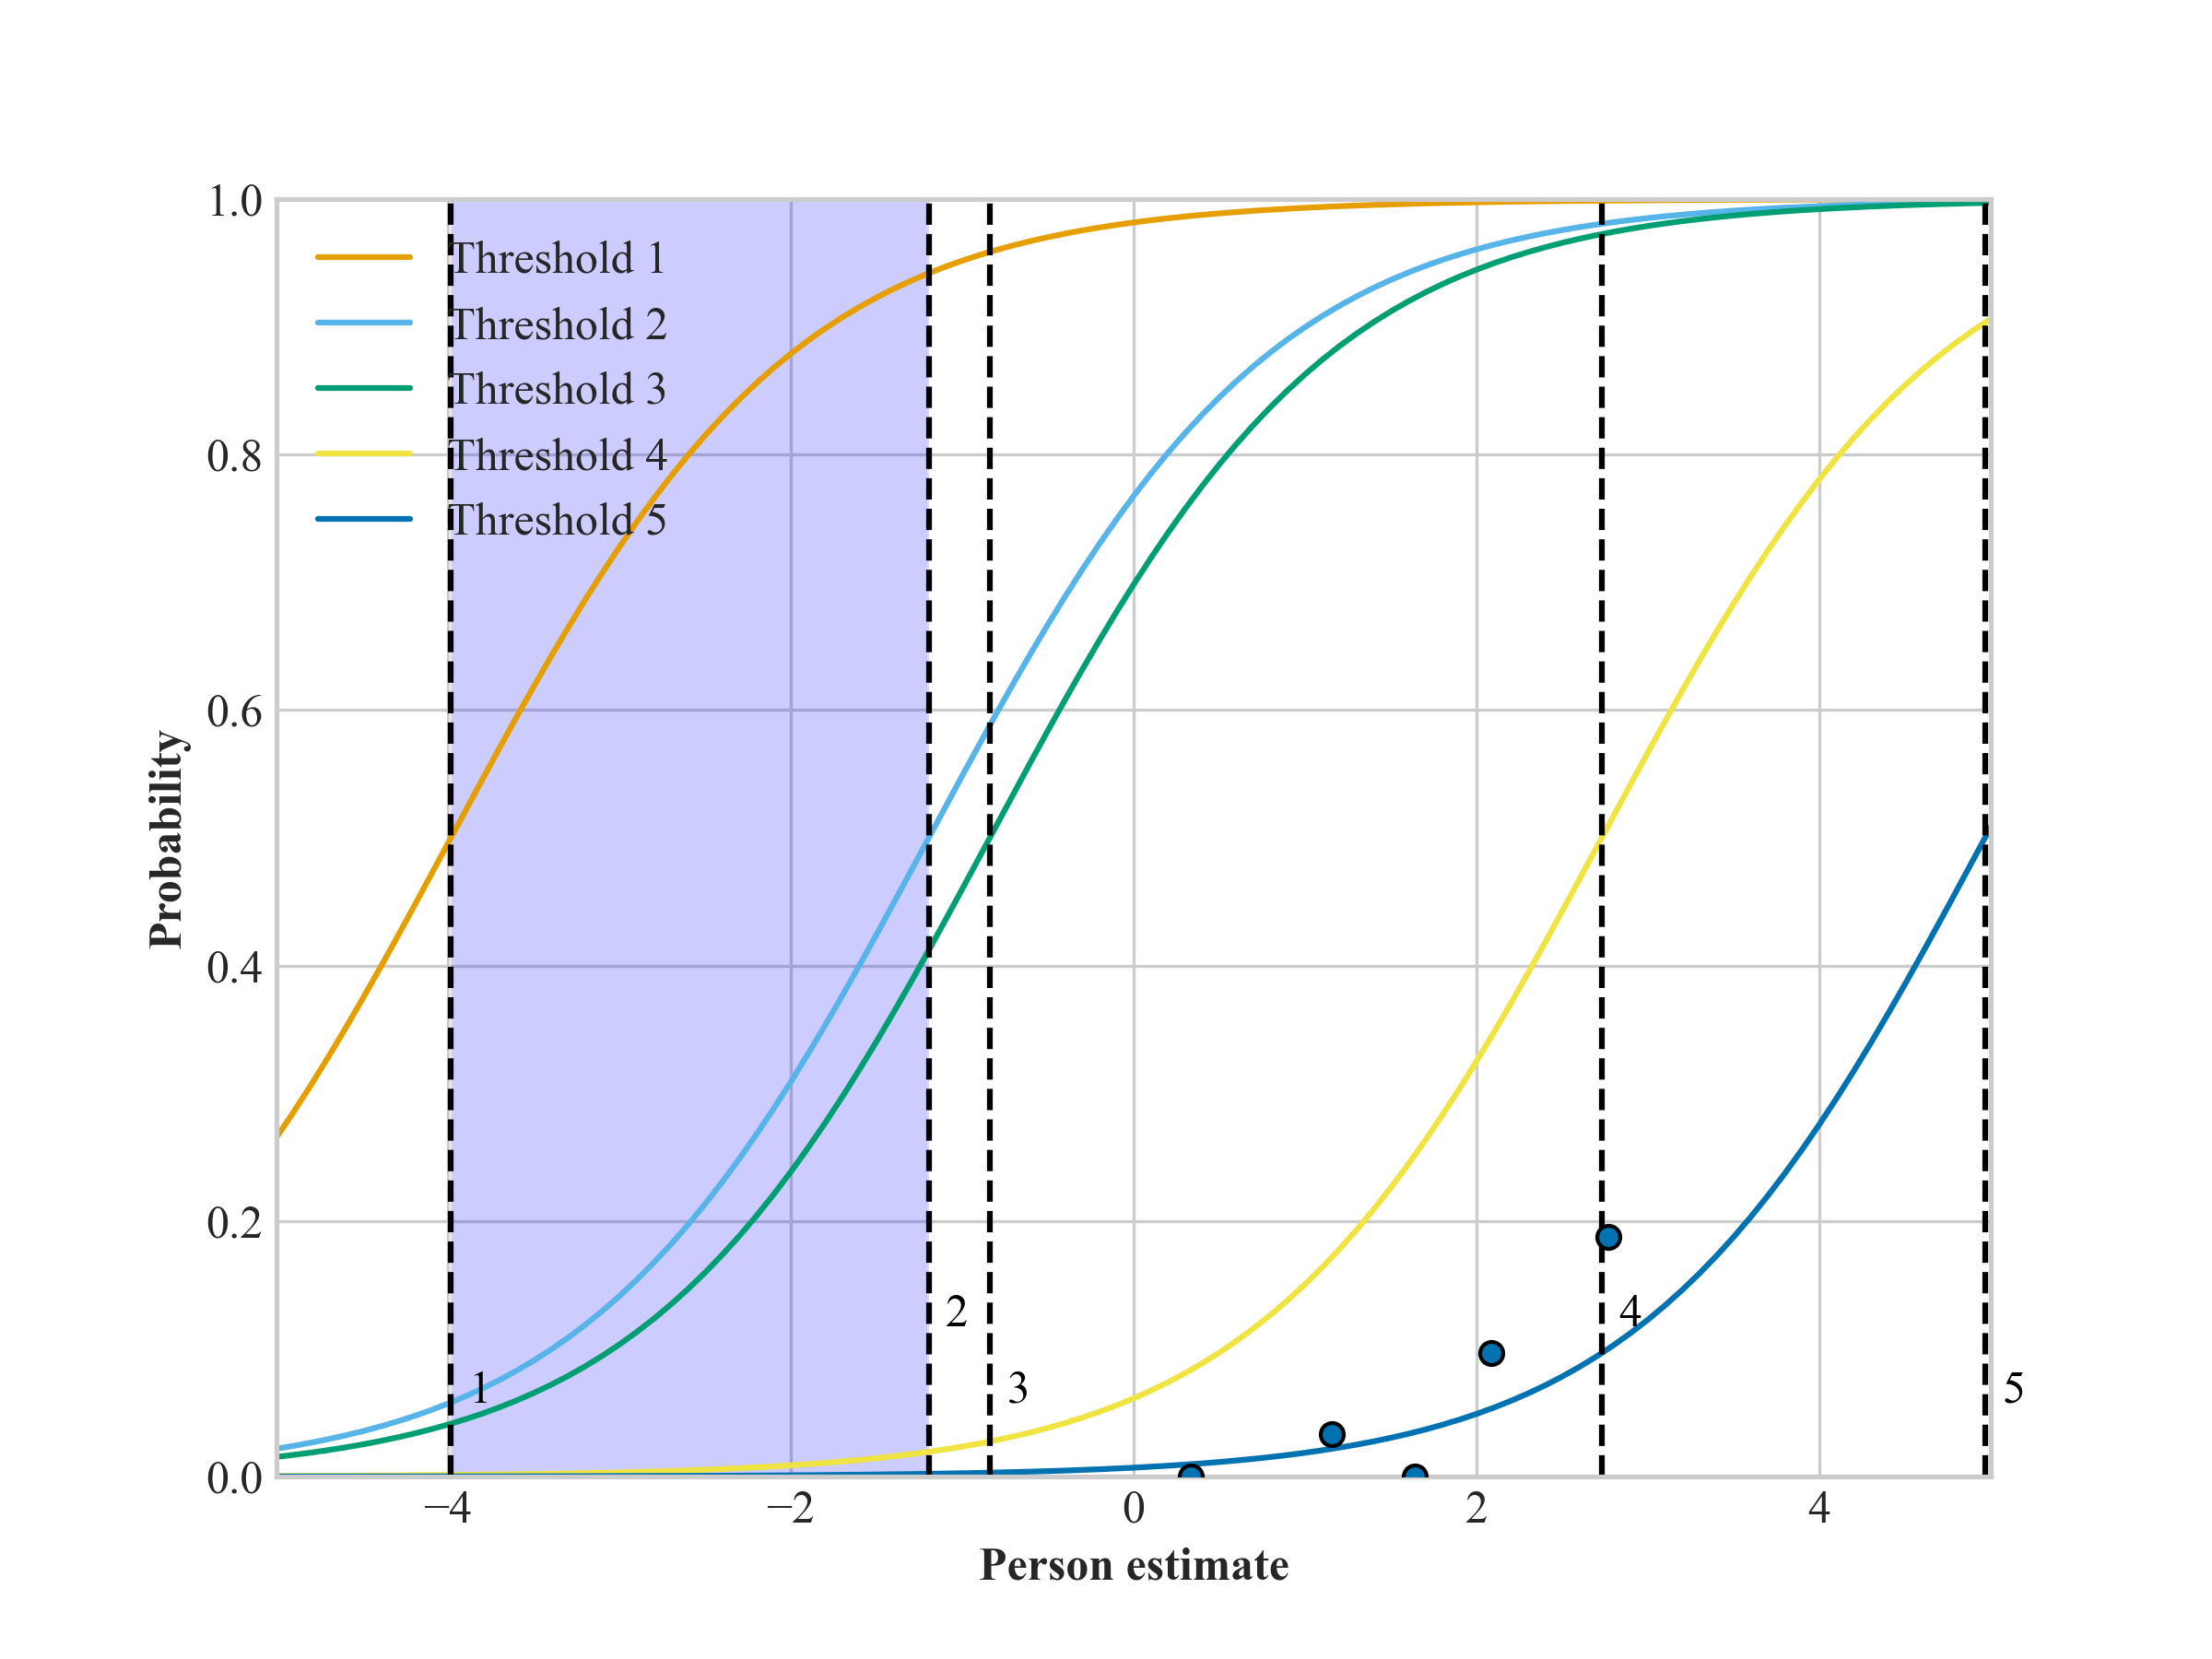 1.0
0.8
0.6
0.4
0.2
0.0
Probability
Threshold 1
Threshold 2
Threshold 3
Threshold 4
Threshold 5
1
2
3
4
5
−4
−2
0
2
4
Person estimate